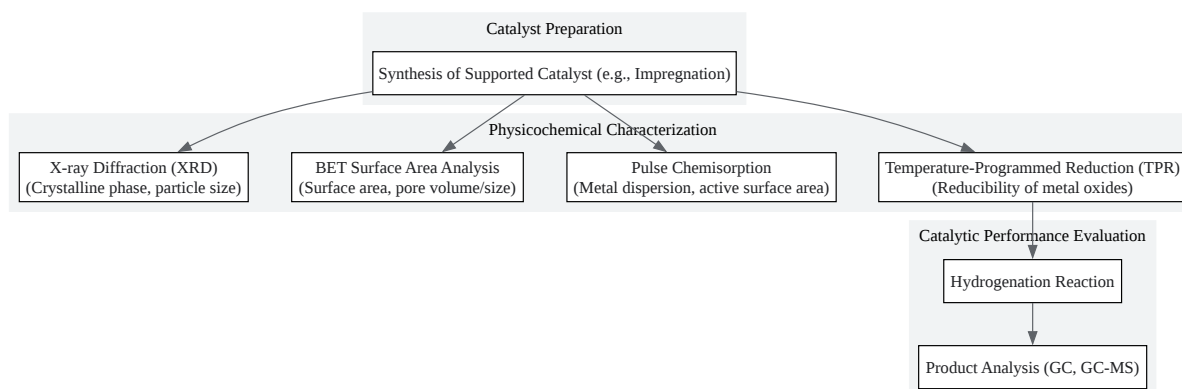 Catalyst Preparation
Synthesis of Supported Catalyst (e.g., Impregnation)
Physicochemical Characterization
X-ray Diffraction (XRD)
(Crystalline phase, particle size)
BET Surface Area Analysis
(Surface area, pore volume/size)
Pulse Chemisorption
(Metal dispersion, active surface area)
Temperature-Programmed Reduction (TPR)
(Reducibility of metal oxides)
Catalytic Performance Evaluation
Hydrogenation Reaction
Product Analysis (GC, GC-MS)